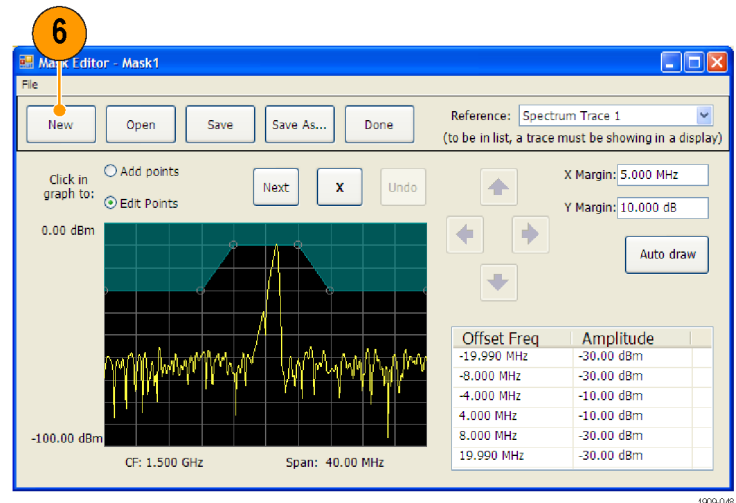 6
Mask Editor - Mask1
File
New Open Save Save As... Done
Reference: Spectrum Trace 1
(to be in list, a trace must be showing in a display)
Click in graph to:
Add points
Edit Points
Next X Undo
X Margin: 5.000 MHz
Y Margin: 10.000 dB
Auto draw
0.00 dBm
-100.00 dBm
CF: 1.500 GHz Span: 40.00 MHz
Offset Freq Amplitude
-19.990 MHz -30.00 dBm
-8.000 MHz -30.00 dBm
-4.000 MHz -10.00 dBm
4.000 MHz -10.00 dBm
8.000 MHz -30.00 dBm
19.990 MHz -30.00 dBm
1909-048